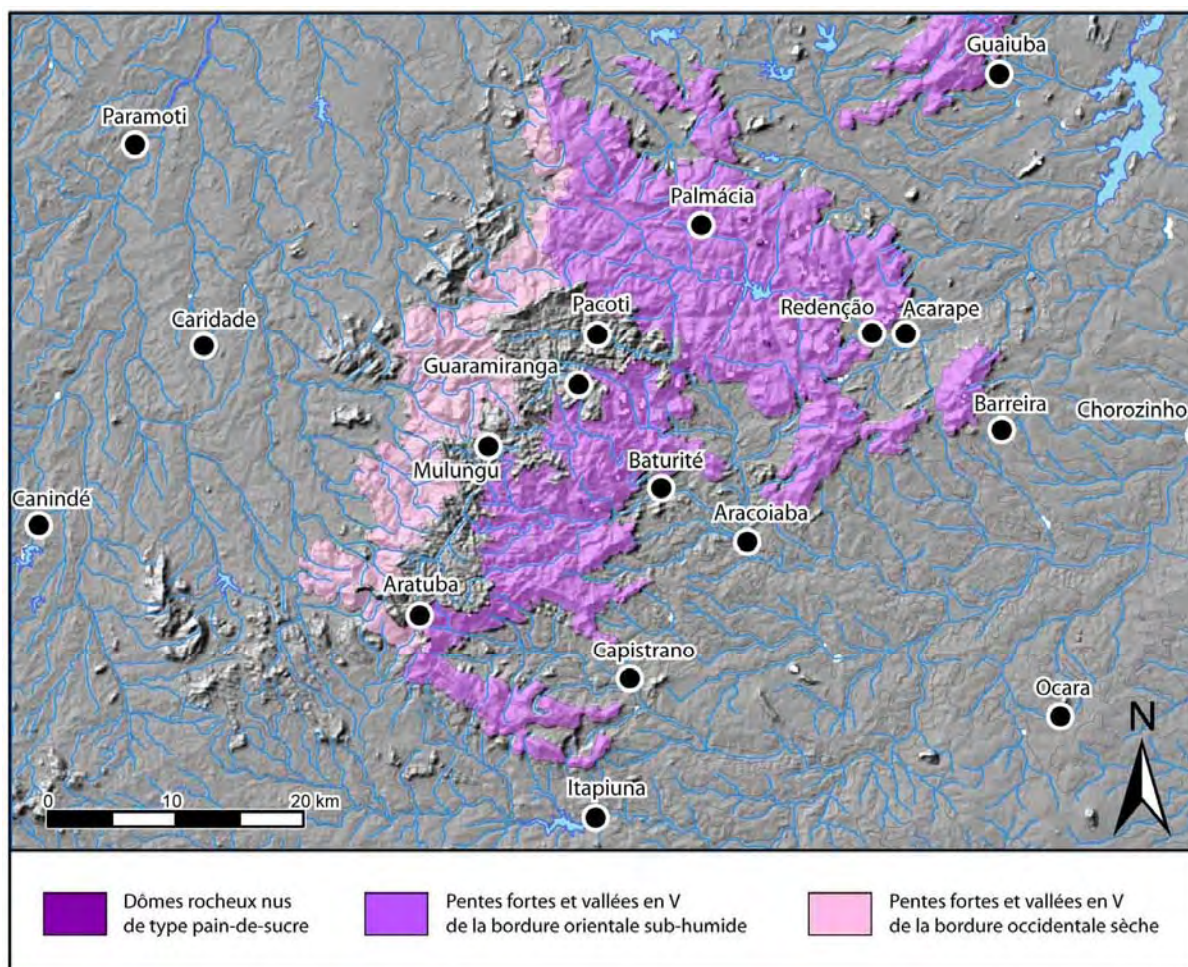 Guaiuba
Paramoti
Palmácia
Redenção
Acarape
Pacoti
Caridade
Guaramiranga
Barreira
Chorozinho
Mulungú
Baturité
Canindé
Aracoiaba
Aratuba
Capistrano
Ocara
N
Itapiuna
0 10 20 km
Dômes rocheux nus
de type pain-de-sucre
Pentes fortes et vallées en V
de la bordure orientale sub-humide
Pentes fortes et vallées en V
de la bordure occidentale sèche